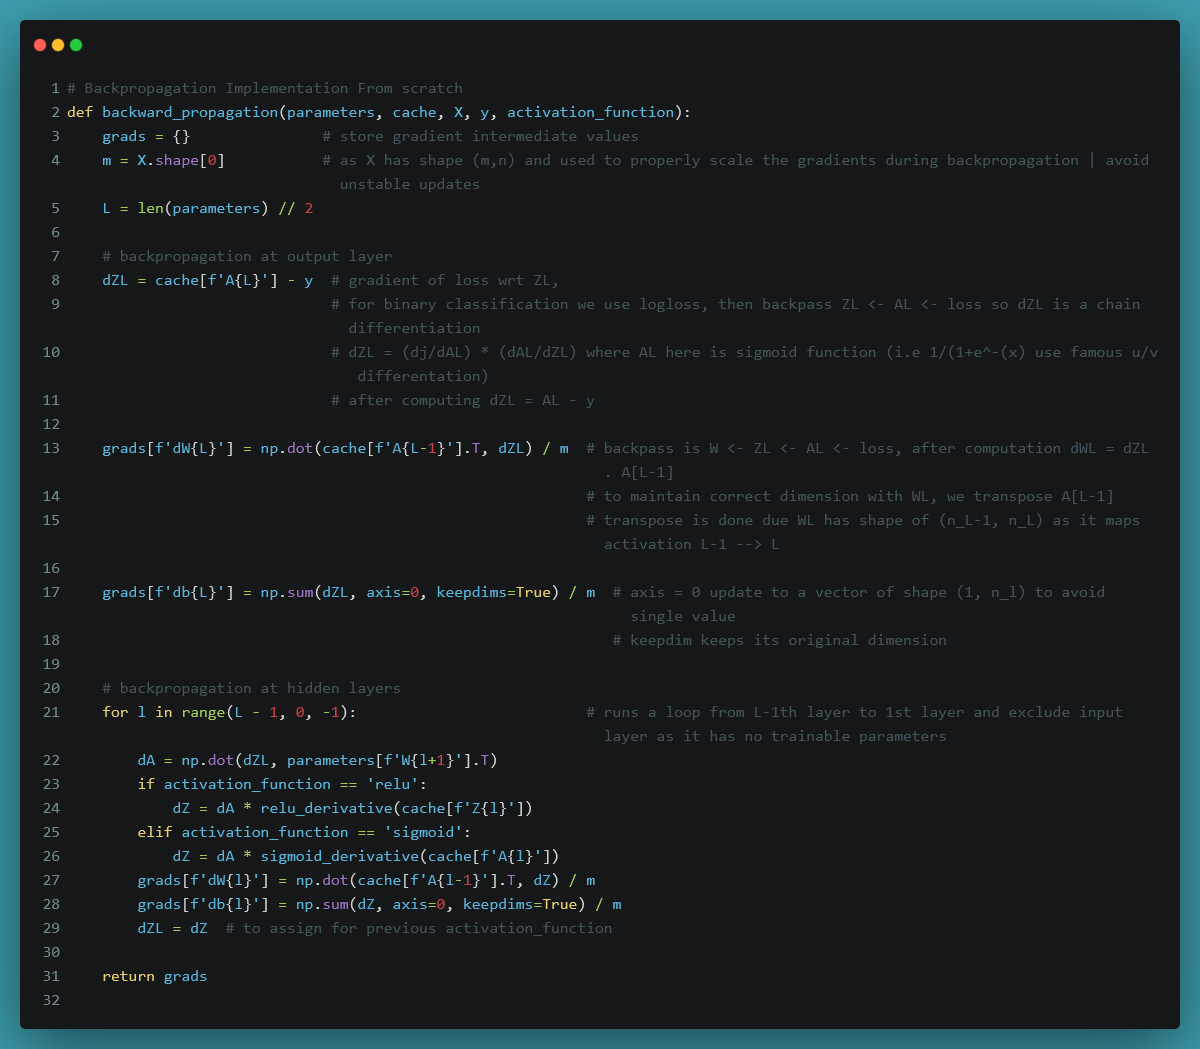 1 # Backpropagation Implementation From scratch
2 def backward_propagation(parameters, cache, X, y, activation_function):
3     grads = {}               # store gradient intermediate values
4     m = X.shape[0]           # as X has shape (m,n) and used to properly scale the gradients during backpropagation | avoid
unstable updates
5     L = len(parameters) // 2
6
7     # backpropagation at output layer
8     dZL = cache[f'A{L}'] - y  # gradient of loss wrt ZL,
9                               # for binary classification we use logloss, then backpass ZL <- AL <- loss so dZL is a chain
differentiation
10                               # dZL = (dj/dAL) * (dAL/dZL) where AL here is sigmoid function (i.e 1/(1+e^-(x) use famous u/v
differentation)
11                               # after computing dZL = AL - y
12
13     grads[f'dW{L}'] = np.dot(cache[f'A{L-1}'].T, dZL) / m  # backpass is W <- ZL <- AL <- loss, after computation dWL = dZL
. A[L-1]
14                                                            # to maintain correct dimension with WL, we transpose A[L-1]
15                                                            # transpose is done due WL has shape of (n_L-1, n_L) as it maps
activation L-1 --> L
16
17     grads[f'db{L}'] = np.sum(dZL, axis=0, keepdims=True) / m  # axis = 0 update to a vector of shape (1, n_l) to avoid
single value
18                                                               # keepdim keeps its original dimension
19
20     # backpropagation at hidden layers
21     for l in range(L - 1, 0, -1):                          # runs a loop from L-1th layer to 1st layer and exclude input
layer as it has no trainable parameters
22         dA = np.dot(dZL, parameters[f'W{l+1}'].T)
23         if activation_function == 'relu':
24             dZ = dA * relu_derivative(cache[f'Z{l}'])
25         elif activation_function == 'sigmoid':
26             dZ = dA * sigmoid_derivative(cache[f'A{l}'])
27         grads[f'dW{l}'] = np.dot(cache[f'A{l-1}'].T, dZ) / m
28         grads[f'db{l}'] = np.sum(dZ, axis=0, keepdims=True) / m
29         dZL = dZ  # to assign for previous activation_function
30
31     return grads
32